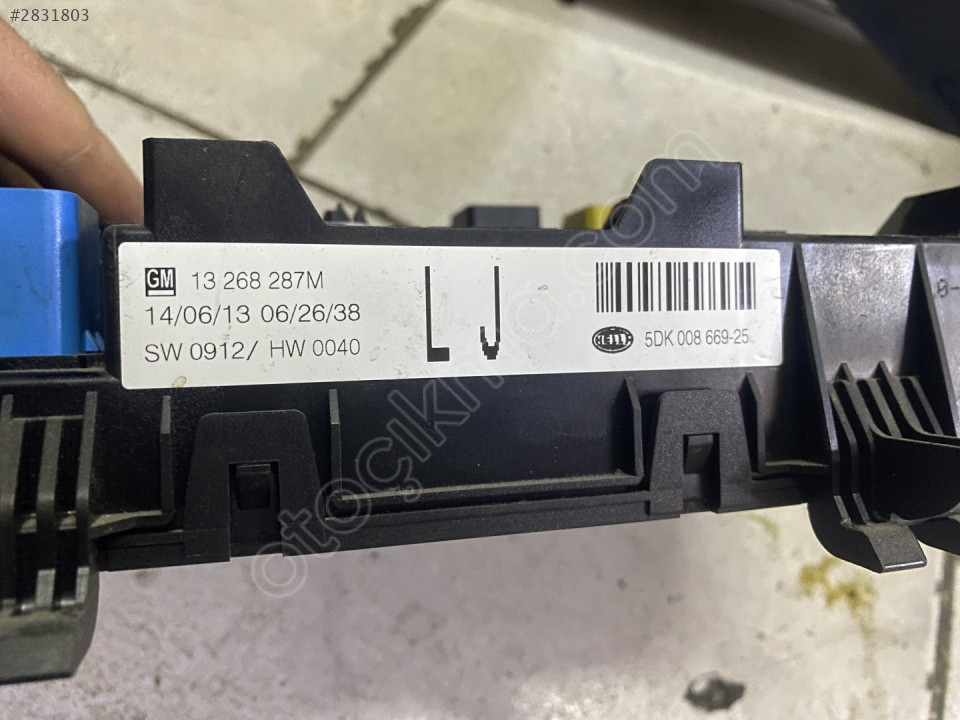 #2831803
GM 13 268 287M
14/06/13 06/26/38
SW 0912/ HW 0040
L J
HELLA 5DK 008 669-25
otoçıkma.com